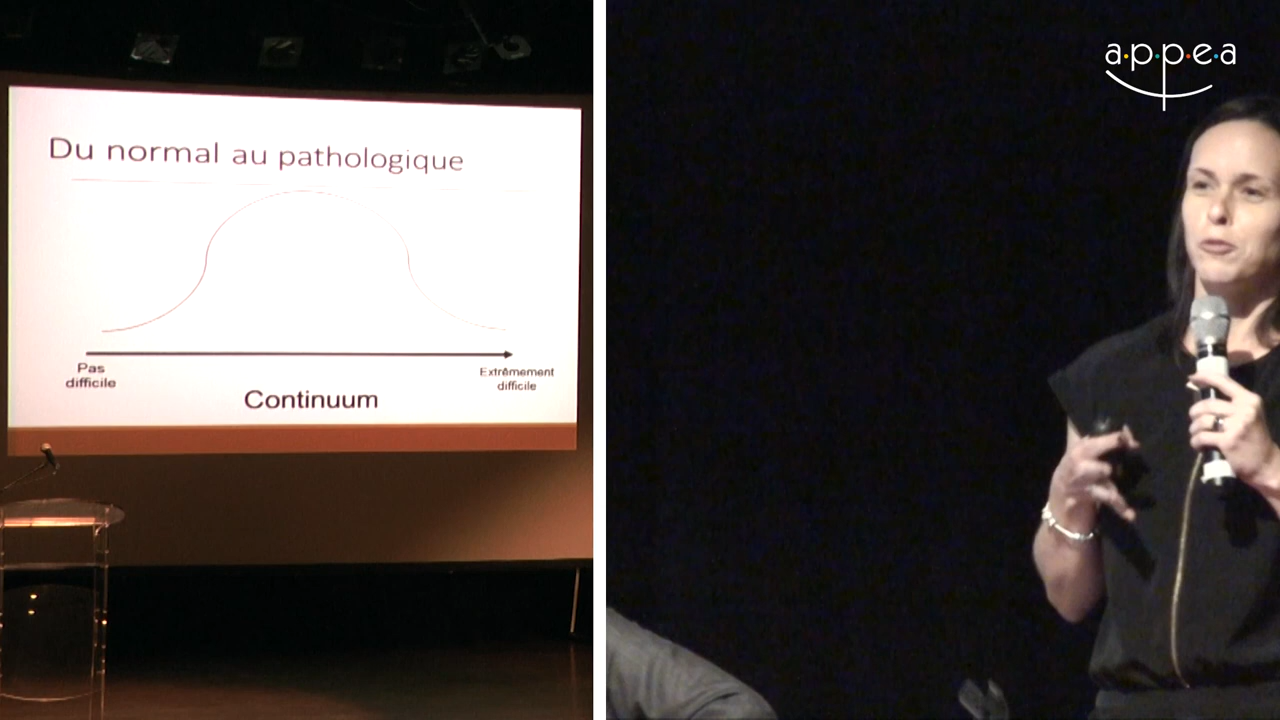 Du normal au pathologique
Pas
difficile
Extrêmement
difficile
Continuum
a·p·p·e·a